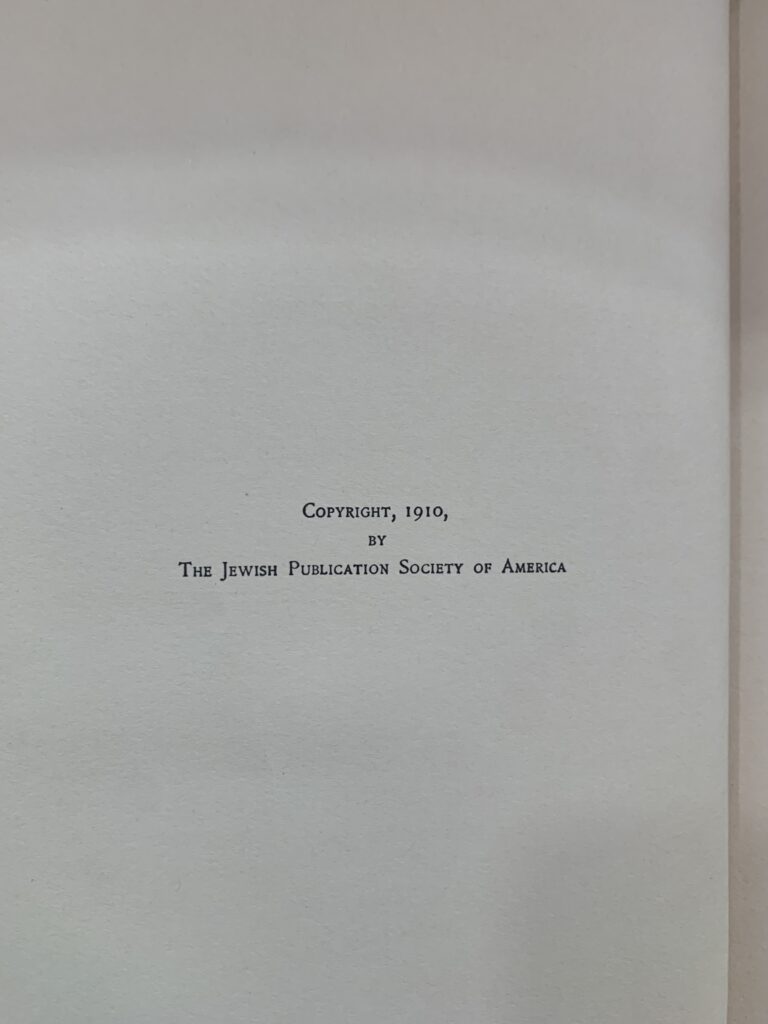 Copyright, 1910,
by
The Jewish Publication Society of America